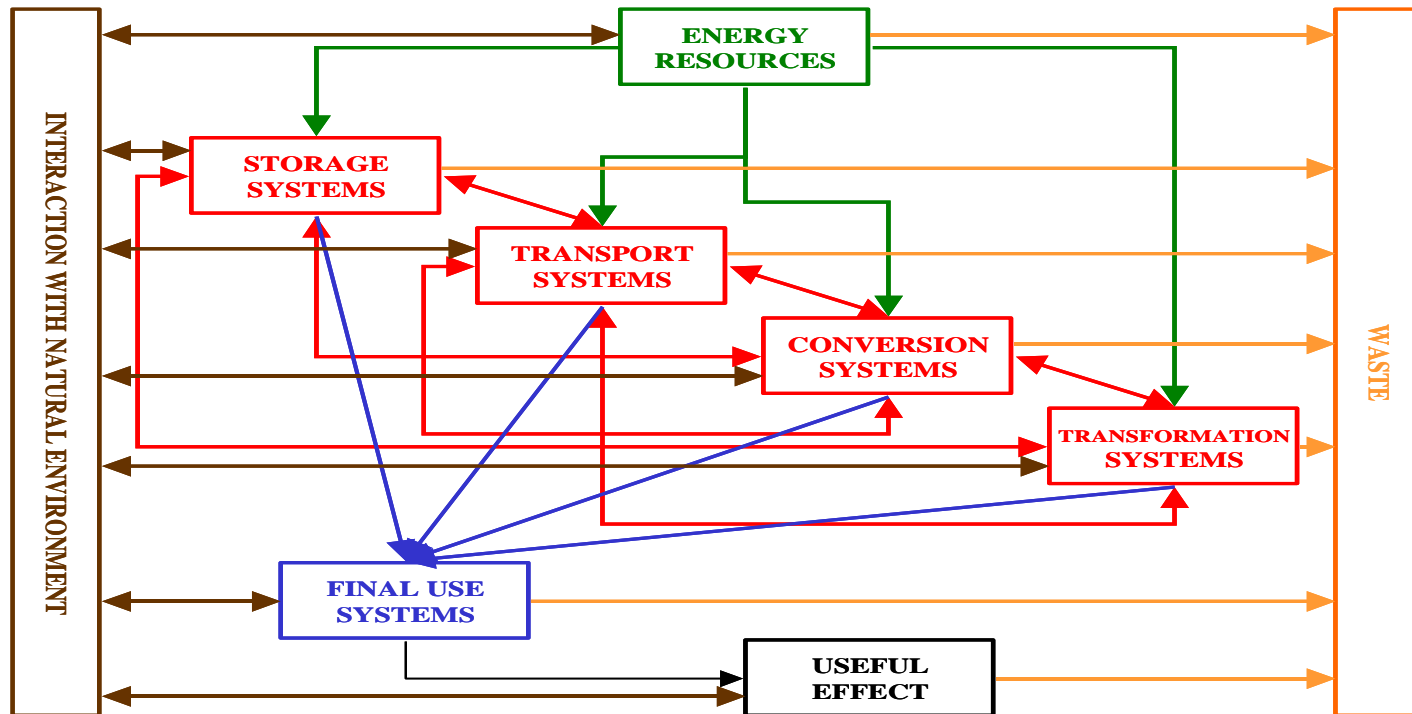 ENERGY
RESOURCES
INTERACTION WITH NATURAL ENVIRONMENT
STORAGE
SYSTEMS
TRANSPORT
SYSTEMS
CONVERSION
SYSTEMS
WASTE
TRANSFORMATION
SYSTEMS
FINAL USE
SYSTEMS
USEFUL
EFFECT